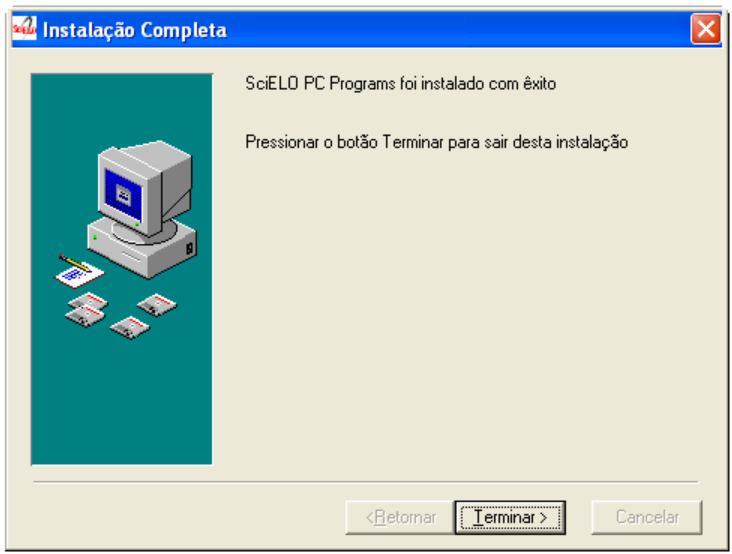 SciELO
Instalação Completa
SciELO PC Programs foi instalado com êxito
Pressionar o botão Terminar para sair desta instalação
<Retornar
Terminar >
Cancelar